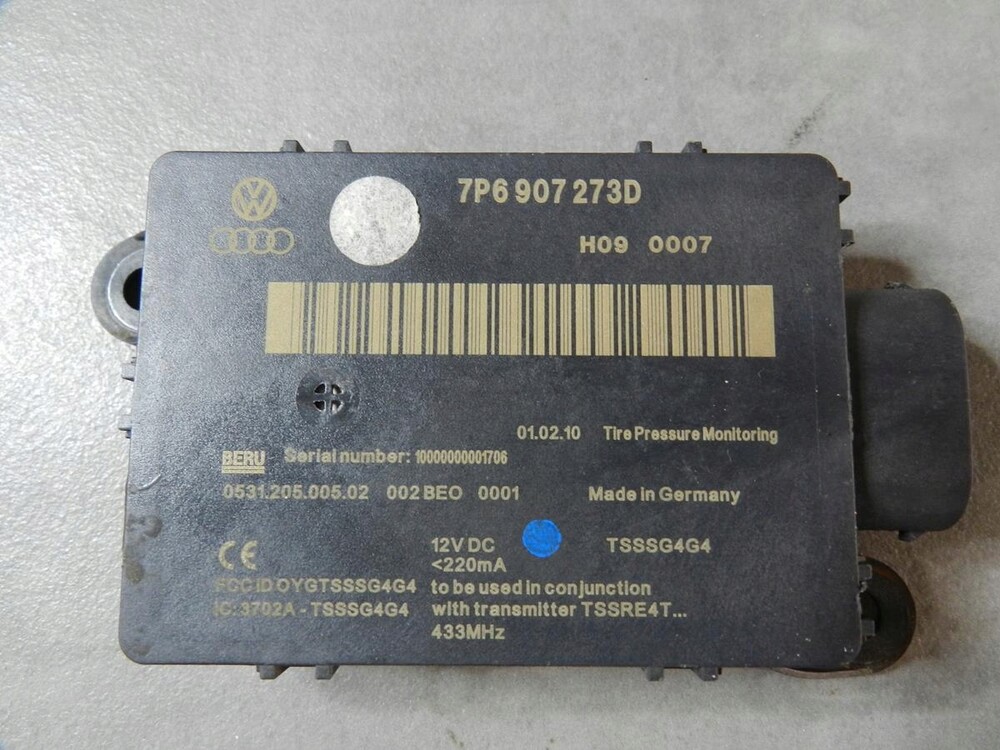 7P6 907 273D
H09 0007
01.02.10 Tire Pressure Monitoring
BERU Serial number: 10000000001706
0531.205.005.02 002 BEO 0001 Made in Germany
CE 12V DC TSSSG4G4
<220mA
FCC ID OYGTSSSG4G4 to be used in conjunction
IC: 3702A - TSSSG4G4 with transmitter TSSRE4T...
433MHz